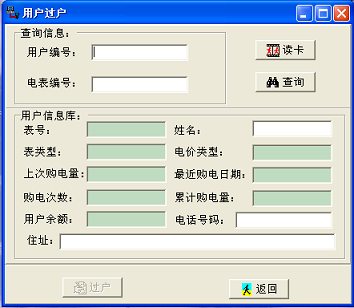 用户过户
查询信息：
用户编号：
读卡
电表编号：
查询
用户信息库：
表号： 姓名：
表类型： 电价类型：
上次购电量： 最近购电日期：
购电次数： 累计购电量：
用户余额： 电话号码：
住址：
过户 返回